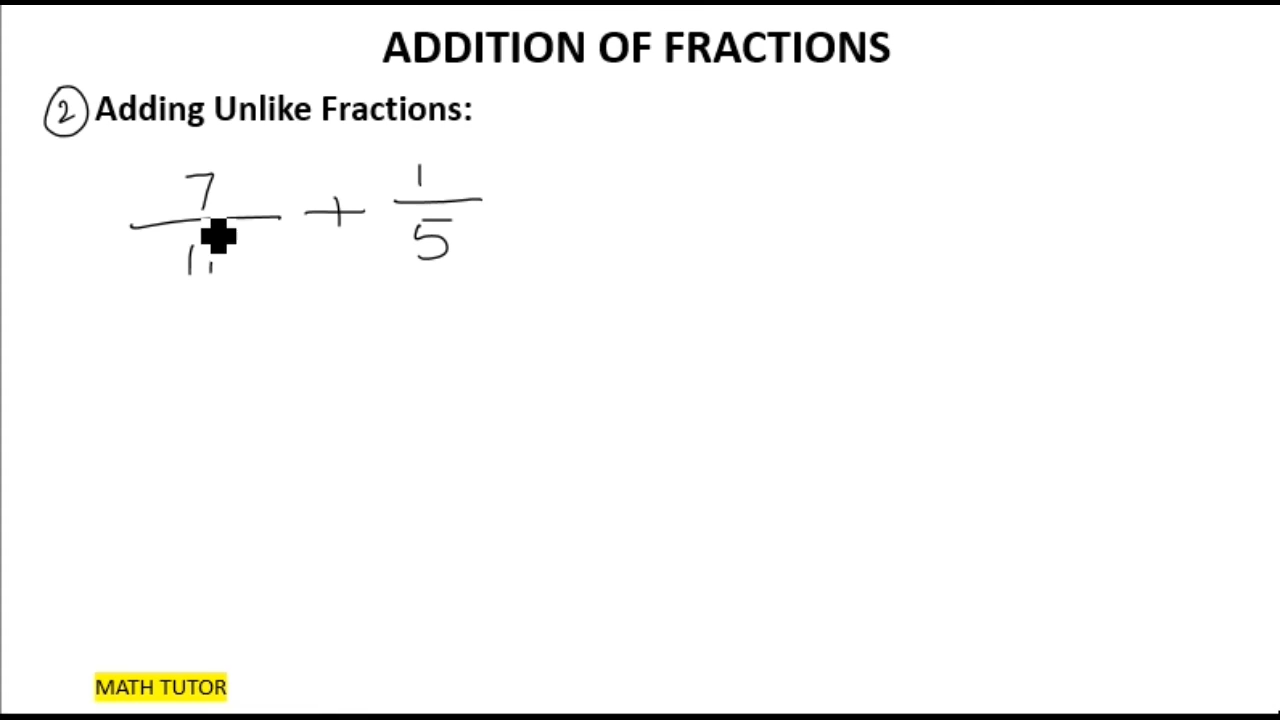 ADDITION OF FRACTIONS
2 Adding Unlike Fractions:
7 + 1
5
MATH TUTOR